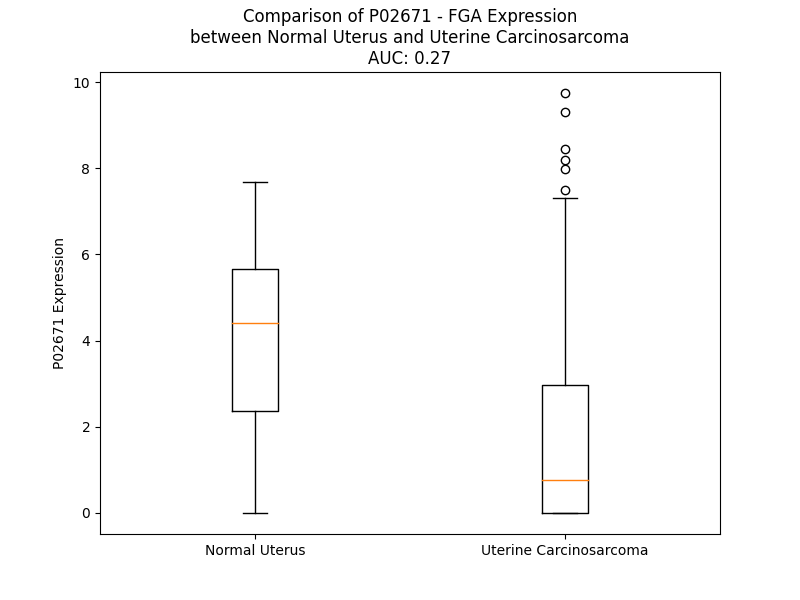 Comparison of P02671 - FGA Expression
between Normal Uterus and Uterine Carcinosarcoma
AUC: 0.27
10
8
6
4
2
0
P02671 Expression
Normal Uterus
Uterine Carcinosarcoma